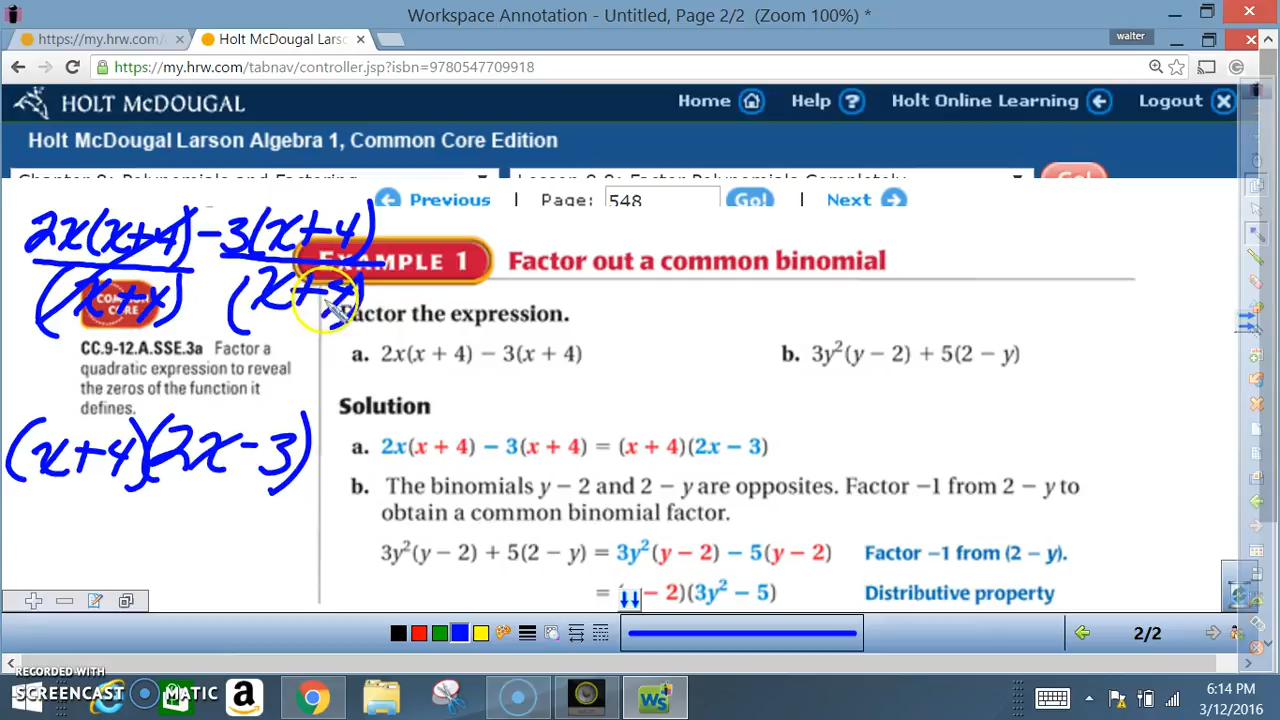 Workspace Annotation - Untitled, Page 2/2 (Zoom 100%) *
https://my.hrw.com/
Holt McDougal Lars
walter
https://my.hrw.com/tabnav/controller.jsp?isbn=9780547709918
HOLT MCDOUGAL
Home
Help
Holt Online Learning
Logout
Holt McDougal Larson Algebra 1, Common Core Edition
Previous | Page: 548 Go! | Next
2x(x+4) - 3(x+4)
(x+4) (x+4)
EXAMPLE 1 Factor out a common binomial
COMMON
CORE
CC.9-12.A.SSE.3a Factor a
quadratic expression to reveal
the zeros of the function it
defines.
Factor the expression.
a. 2x(x + 4) − 3(x + 4)
b. 3y²(y − 2) + 5(2 − y)
Solution
(x+4)(2x-3)
a. 2x(x + 4) − 3(x + 4) = (x + 4)(2x − 3)
b. The binomials y − 2 and 2 − y are opposites. Factor −1 from 2 − y to
obtain a common binomial factor.
3y²(y − 2) + 5(2 − y) = 3y²(y − 2) − 5(y − 2) Factor −1 from (2 − y).
= − 2)(3y² − 5) Distributive property
2/2
RECORDED WITH
SCREENCAST MATIC
6:14 PM
3/12/2016